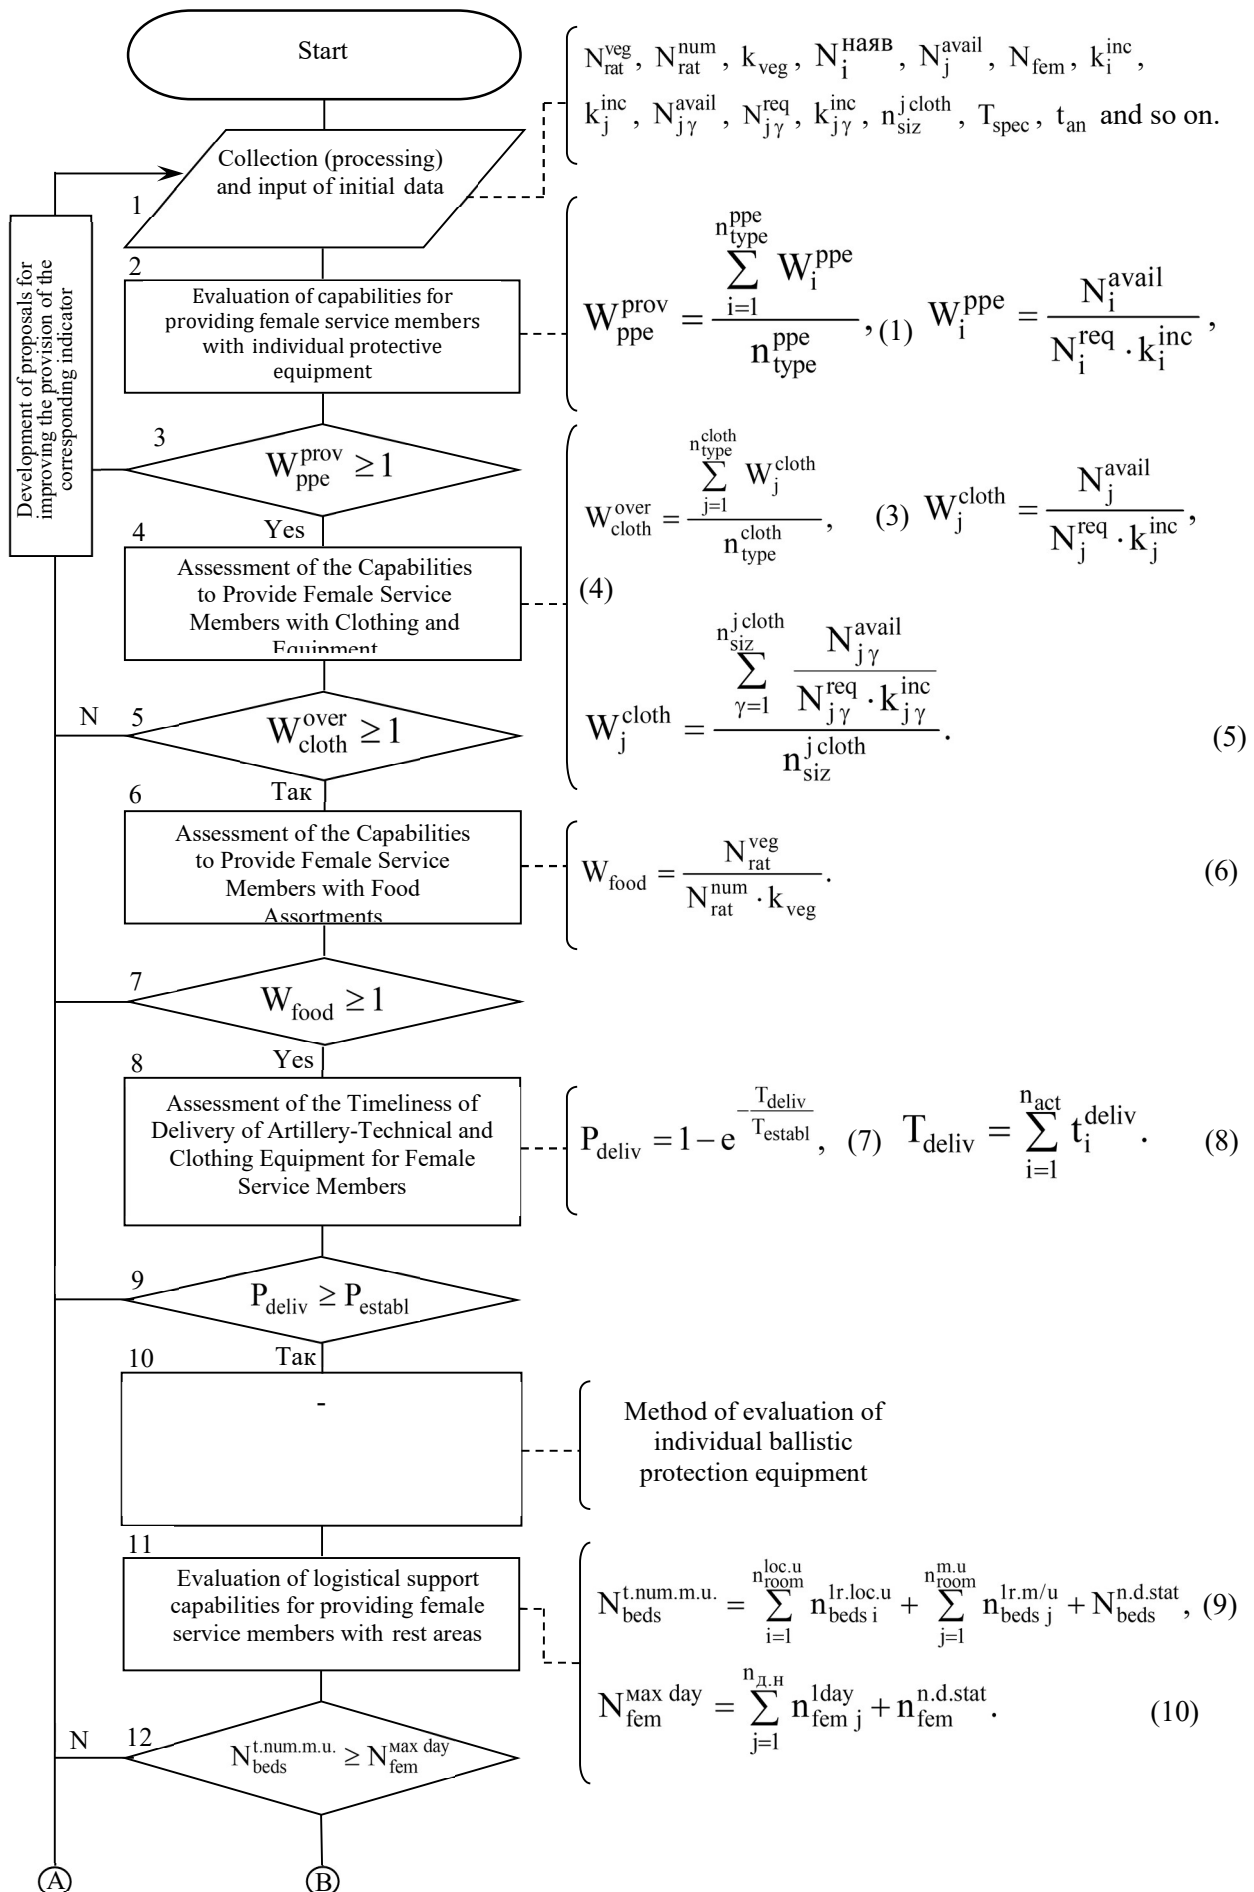 Start
N_rat^veg, N_rat^num, k_veg, N_i^наяв, N_j^avail, N_fem, k_i^inc,
k_j^inc, N_jγ^avail, N_jγ^req, k_jγ^inc, n_siz^j cloth, T_spec, t_an and so on.
Collection (processing)
and input of initial data
1
Development of proposals for
improving the provision of the
corresponding indicator
2
Evaluation of capabilities for
providing female service members
with individual protective
equipment
W_ppe^prov = ∑_{i=1}^{n_type^ppe} W_i^ppe / n_type^ppe, (1) W_i^ppe = N_i^avail / (N_i^req · k_i^inc),
3
W_ppe^prov ≥ 1
Yes
4
Assessment of the Capabilities
to Provide Female Service
Members with Clothing and
Equipment
W_cloth^over = ∑_{j=1}^{n_type^cloth} W_j^cloth / n_type^cloth, (3) W_j^cloth = N_j^avail / (N_j^req · k_j^inc),
(4)
W_j^cloth = ∑_{γ=1}^{n_siz^j cloth} (N_jγ^avail / (N_jγ^req · k_jγ^inc)) / n_siz^j cloth. (5)
N
5
W_cloth^over ≥ 1
Так
6
Assessment of the Capabilities
to Provide Female Service
Members with Food
Assortments
W_food = N_rat^veg / (N_rat^num · k_veg). (6)
7
W_food ≥ 1
Yes
8
Assessment of the Timeliness of
Delivery of Artillery-Technical and
Clothing Equipment for Female
Service Members
P_deliv = 1 − e^{−T_deliv / T_establ}, (7) T_deliv = ∑_{i=1}^{n_act} t_i^deliv. (8)
9
P_deliv ≥ P_establ
Так
10
-
Method of evaluation of
individual ballistic
protection equipment
11
Evaluation of logistical support
capabilities for providing female
service members with rest areas
N_beds^t.num.m.u. = ∑_{i=1}^{n_room^loc.u} n_beds i^1r.loc.u + ∑_{j=1}^{n_room^m.u} n_beds j^1r.m/u + N_beds^n.d.stat, (9)
N_fem^мах day = ∑_{j=1}^{n_д.н} n_fem j^1day + n_fem^n.d.stat. (10)
N
12
N_beds^t.num.m.u. ≥ N_fem^мах day
A
B